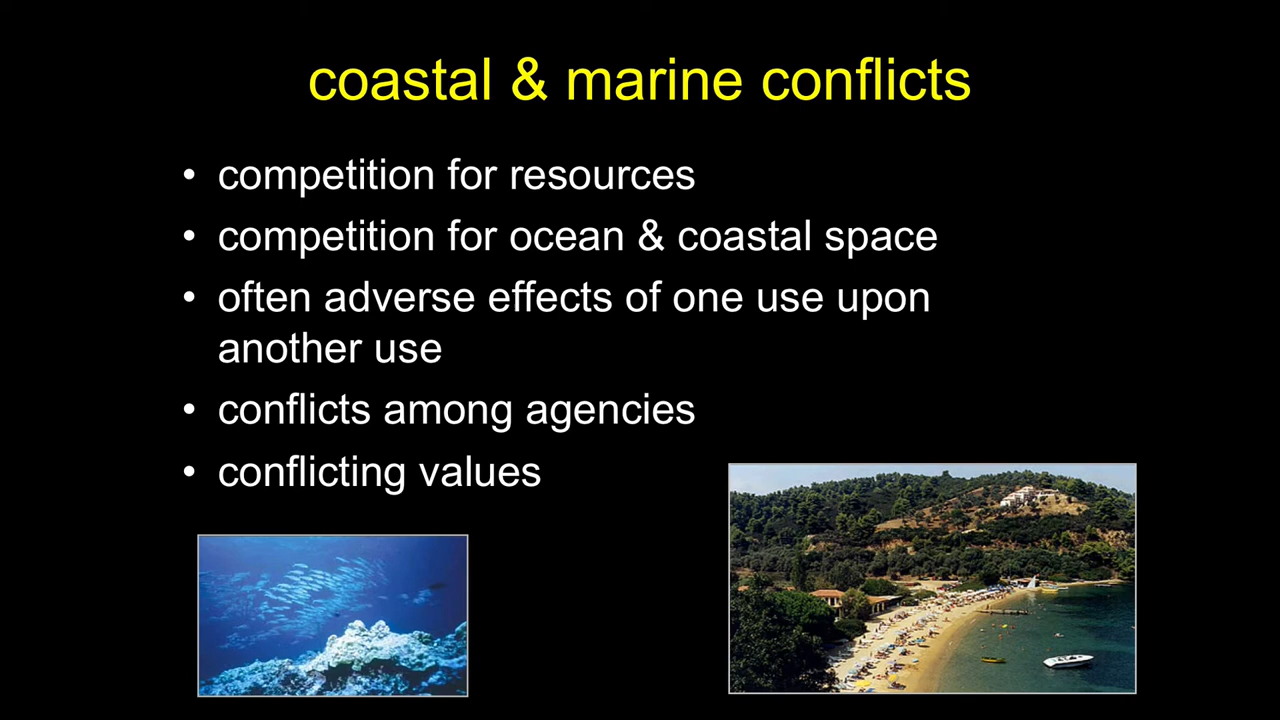 coastal & marine conflicts
• competition for resources
• competition for ocean & coastal space
• often adverse effects of one use upon
another use
• conflicts among agencies
• conflicting values